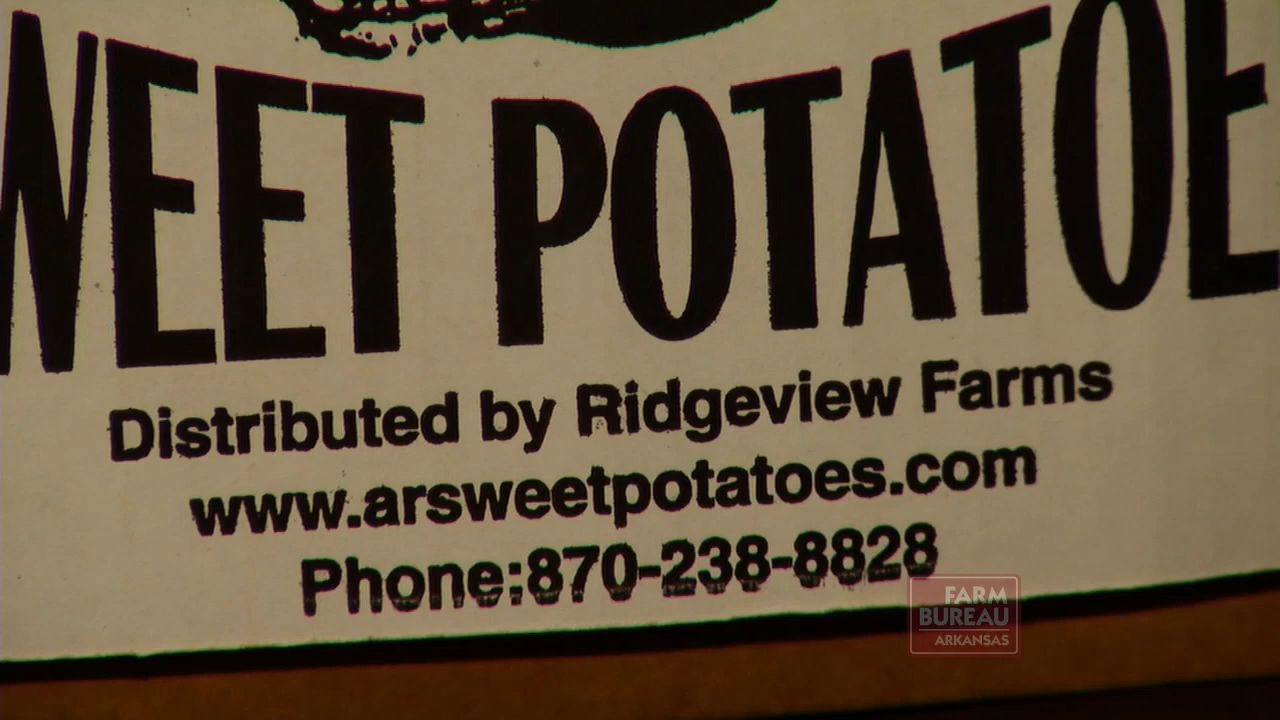 WEET POTATOE
Distributed by Ridgeview Farms
www.arsweetpotatoes.com
Phone:870-238-8828
FARM
BUREAU
ARKANSAS